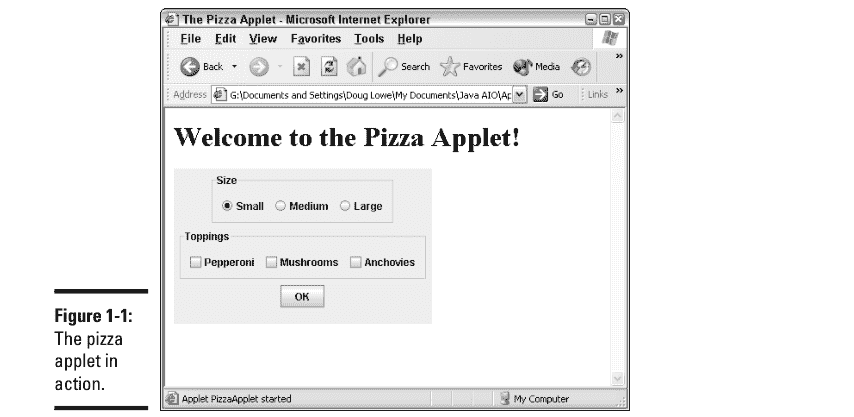 The Pizza Applet - Microsoft Internet Explorer
File Edit View Favorites Tools Help
Back Search Favorites Media »
Address G:\Documents and Settings\Doug Lowe\My Documents\Java AIO\Ap Go Links »
Welcome to the Pizza Applet!
Size
Small Medium Large
Toppings
Pepperoni Mushrooms Anchovies
OK
Applet PizzaApplet started My Computer
Figure 1-1:
The pizza
applet in
action.